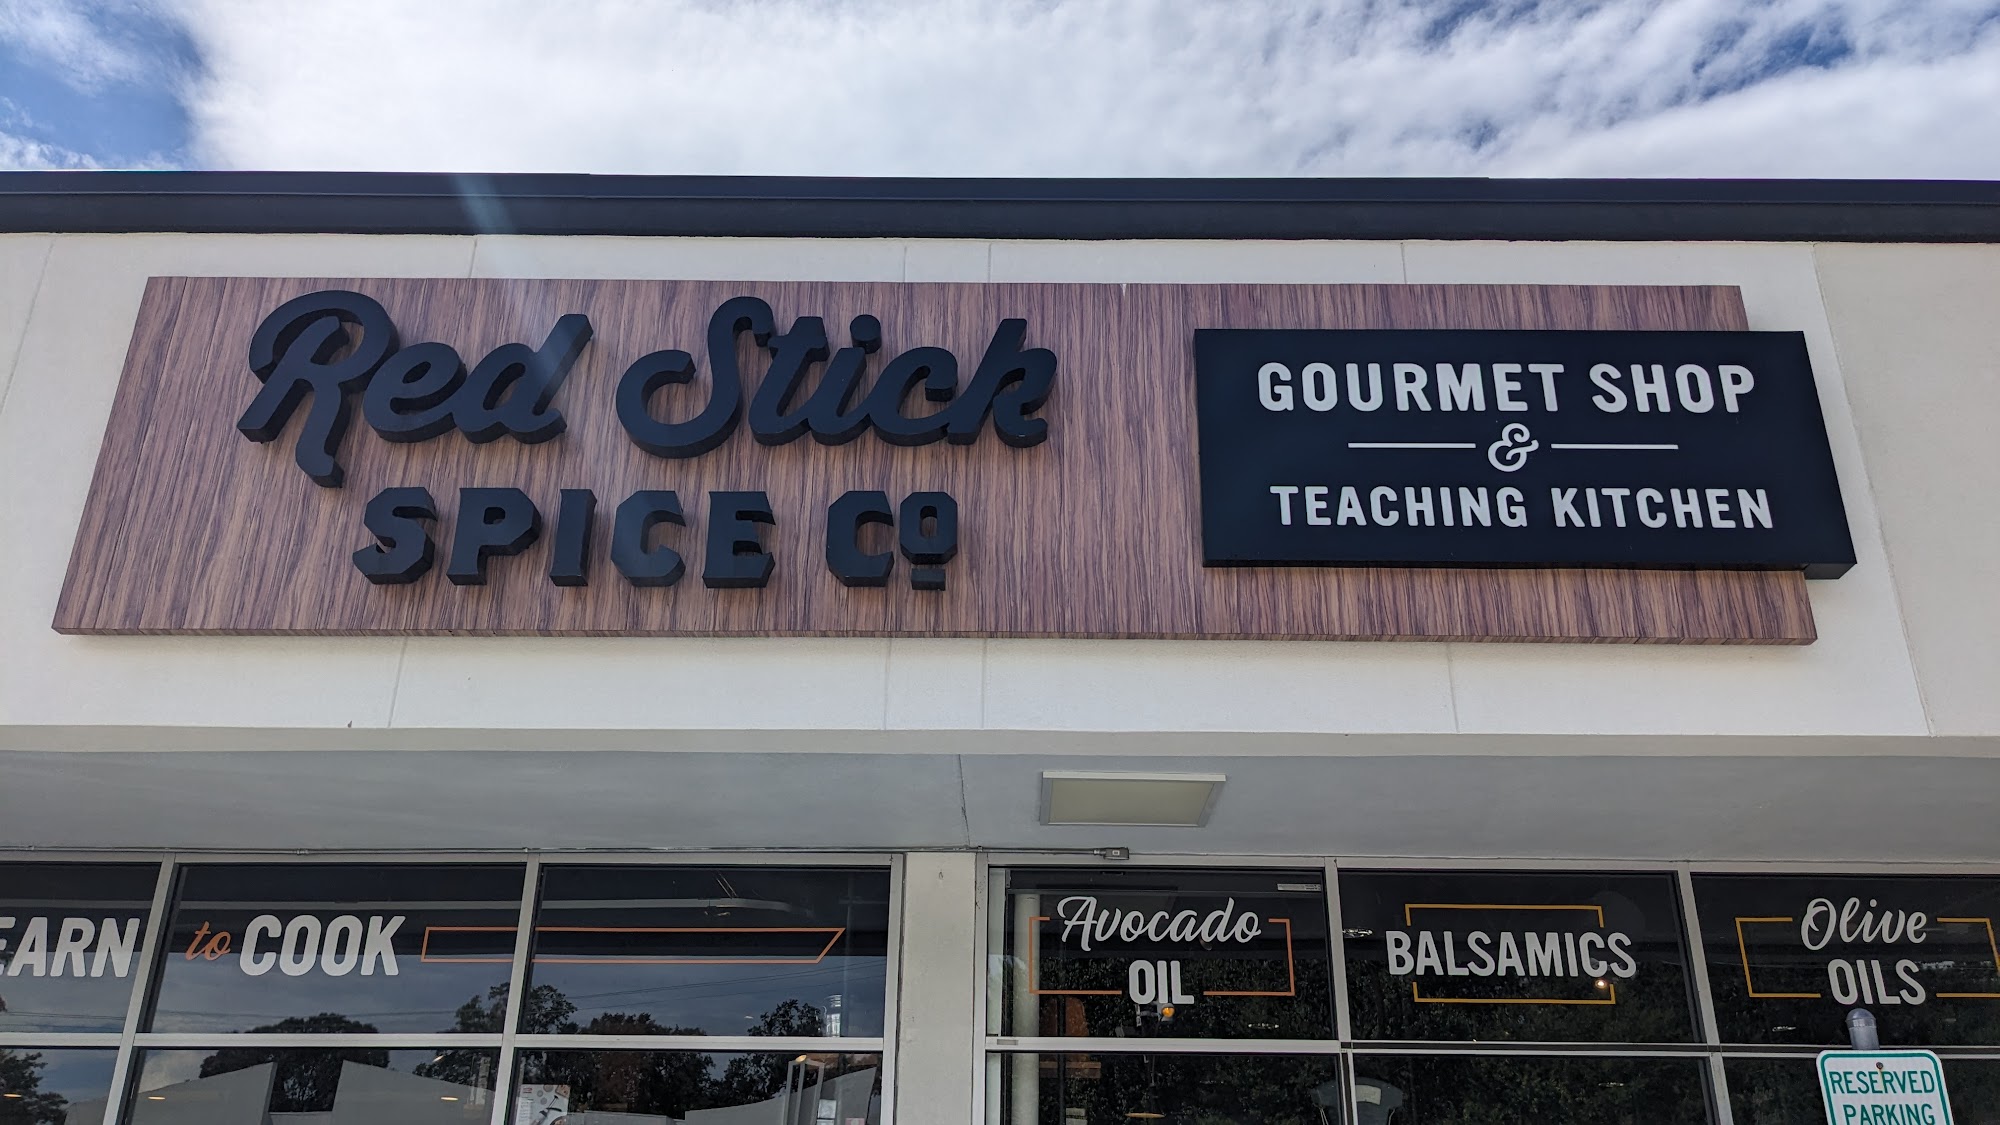 Red Stick
SPICE Co
GOURMET SHOP
&
TEACHING KITCHEN
EARN to COOK
Avocado
OIL
BALSAMICS
Olive
OILS
RESERVED
PARKING